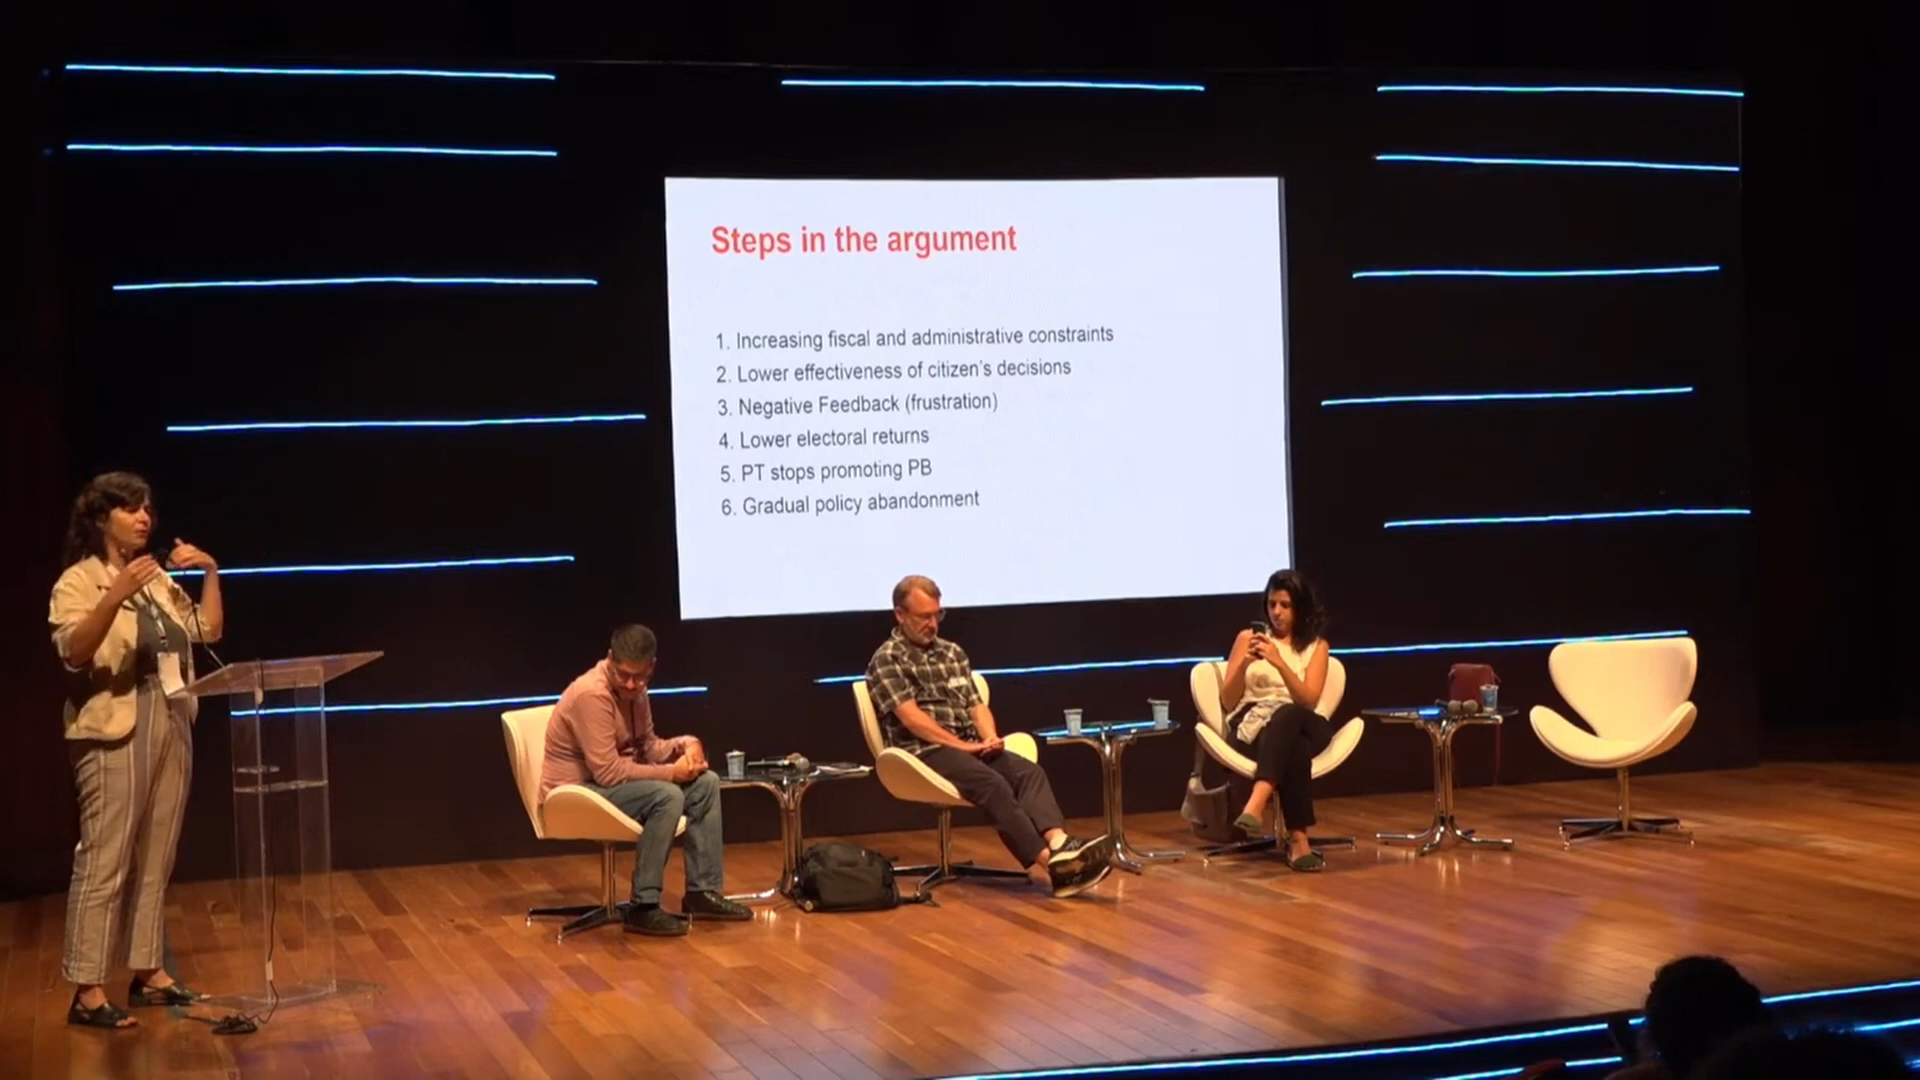 Steps in the argument
1. Increasing fiscal and administrative constraints
2. Lower effectiveness of citizen's decisions
3. Negative Feedback (frustration)
4. Lower electoral returns
5. PT stops promoting PB
6. Gradual policy abandonment